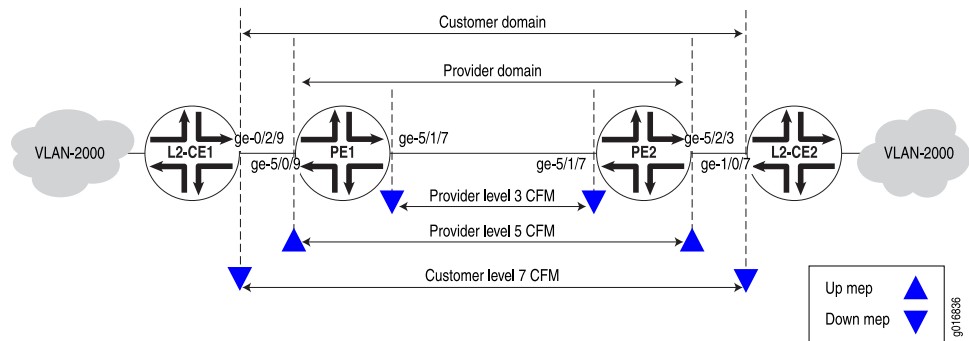 Customer domain
Provider domain
VLAN-2000
L2-CE1
ge-0/2/9
ge-5/0/9
PE1
ge-5/1/7
ge-5/1/7
PE2
ge-5/2/3
ge-1/0/7
L2-CE2
VLAN-2000
Provider level 3 CFM
Provider level 5 CFM
Customer level 7 CFM
Up mep
Down mep
g016836